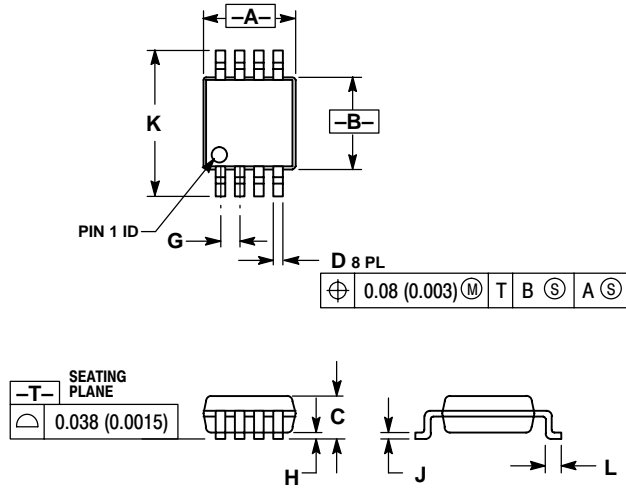 –A–
K
–B–
PIN 1 ID
G
D 8 PL
⌖ 0.08 (0.003) Ⓜ T B Ⓢ A Ⓢ
–T– SEATING
PLANE
⌓ 0.038 (0.0015)
C
H
J
L